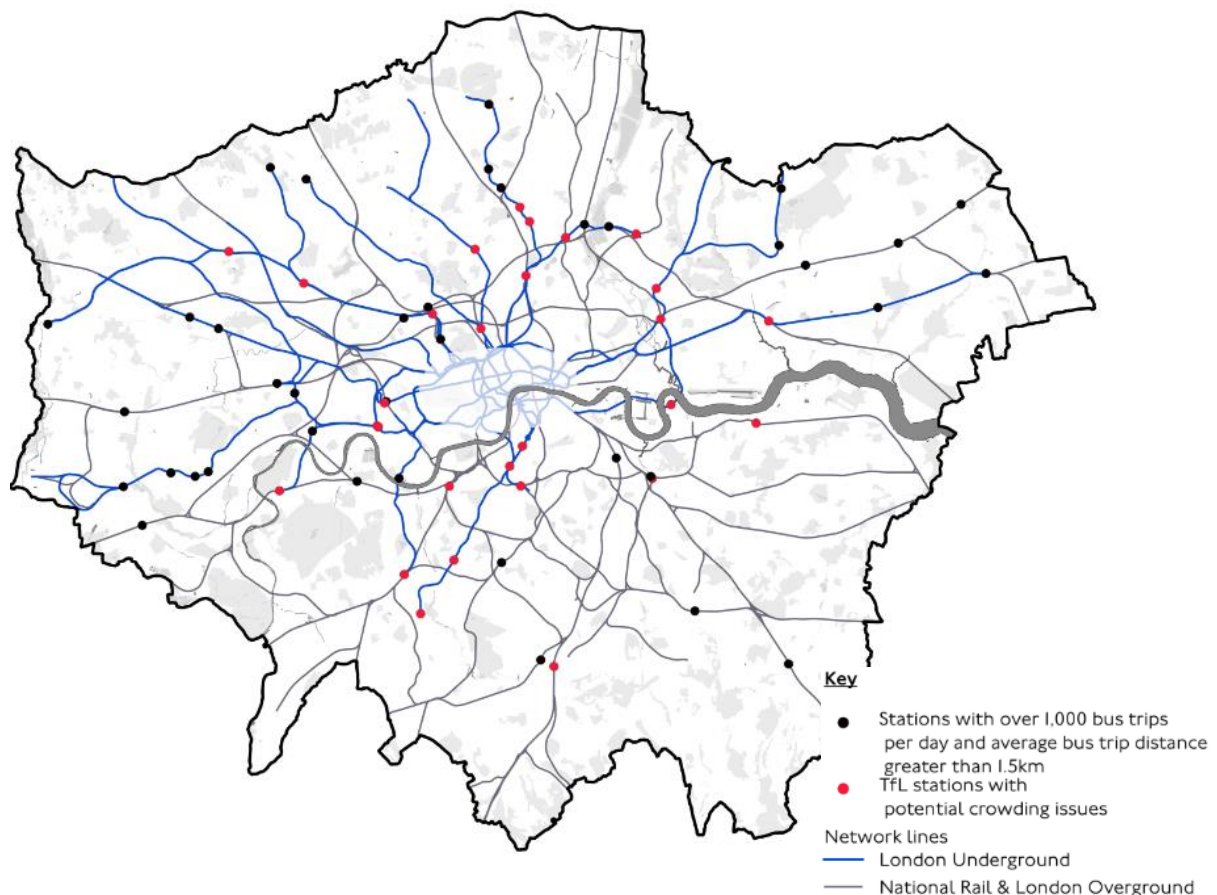 Key
Stations with over 1,000 bus trips
per day and average bus trip distance
greater than 1.5km
TfL stations with
potential crowding issues
Network lines
London Underground
National Rail & London Overground